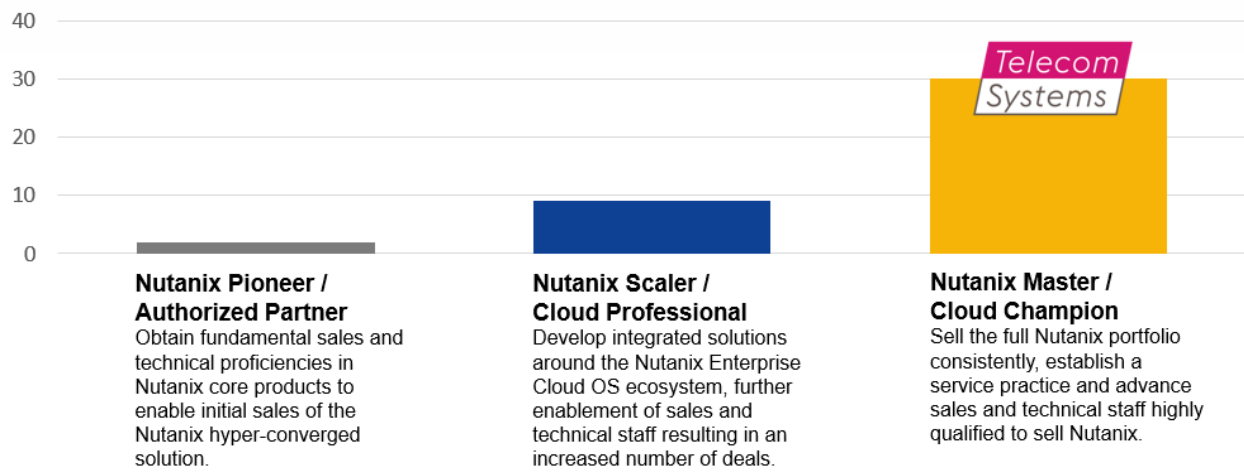 40
30
20
10
0
Telecom
Systems
Nutanix Pioneer /
Authorized Partner
Obtain fundamental sales and
technical proficiencies in
Nutanix core products to
enable initial sales of the
Nutanix hyper-converged
solution.
Nutanix Scaler /
Cloud Professional
Develop integrated solutions
around the Nutanix Enterprise
Cloud OS ecosystem, further
enablement of sales and
technical staff resulting in an
increased number of deals.
Nutanix Master /
Cloud Champion
Sell the full Nutanix portfolio
consistently, establish a
service practice and advance
sales and technical staff highly
qualified to sell Nutanix.